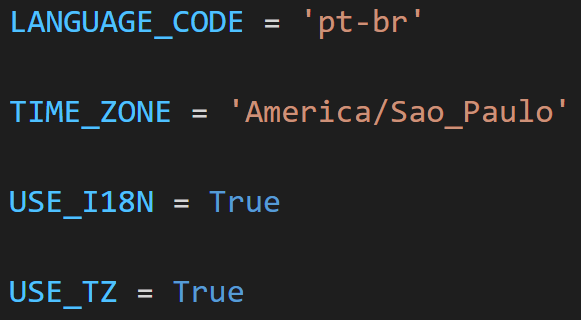 LANGUAGE_CODE = 'pt-br'
TIME_ZONE = 'America/Sao_Paulo'
USE_I18N = True
USE_TZ = True